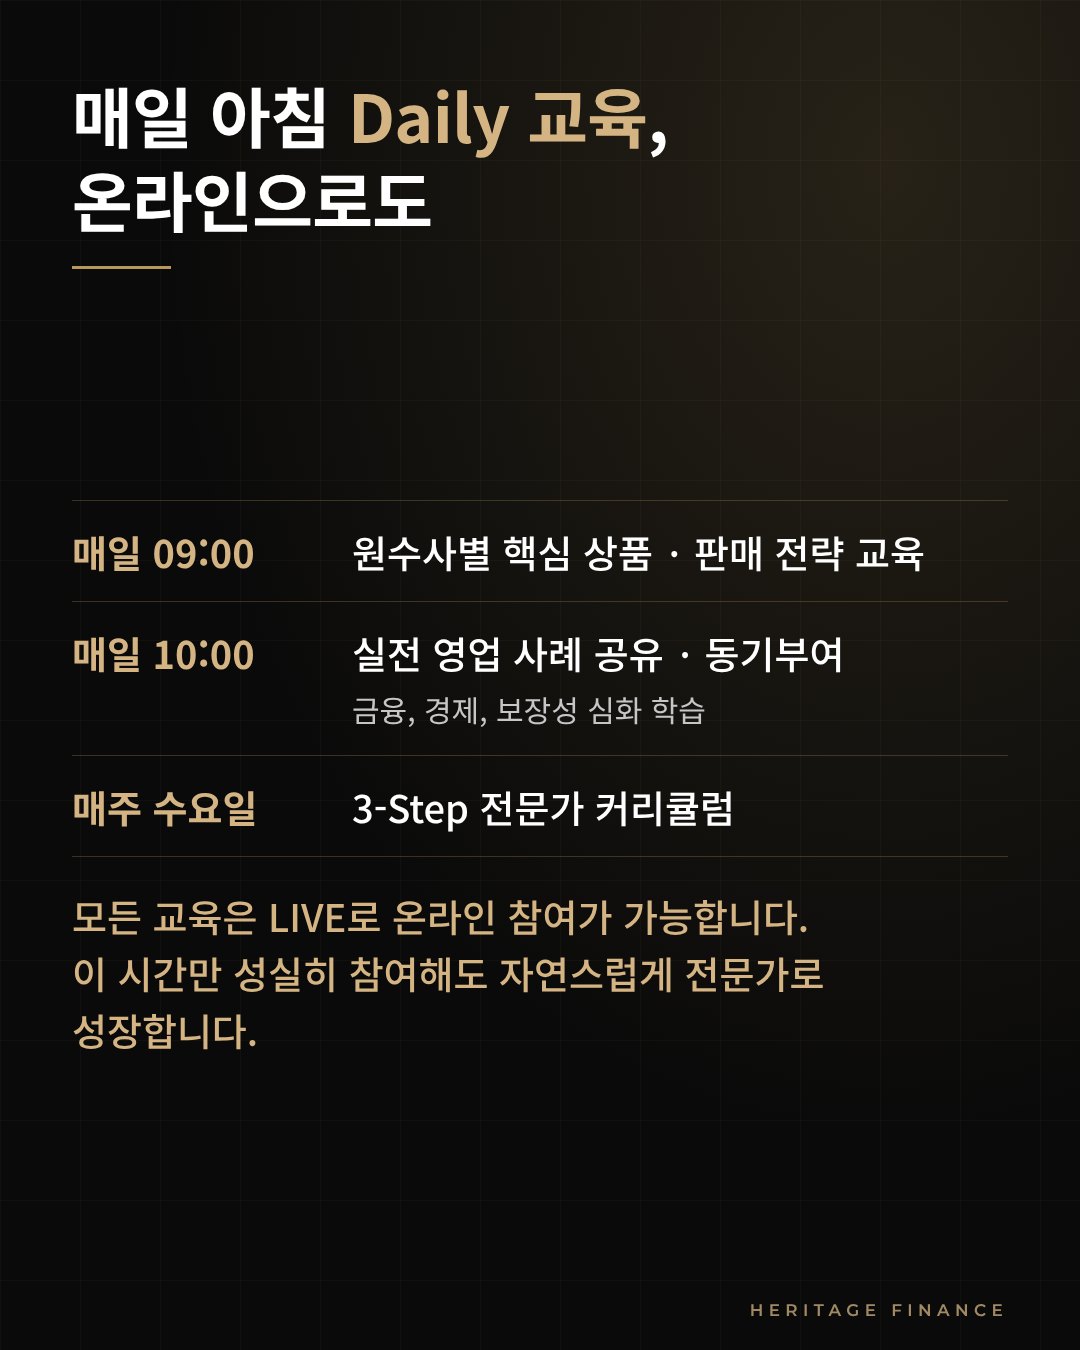 매일 아침 Daily 교육,
온라인으로도
매일 09:00 원수사별 핵심 상품 · 판매 전략 교육
매일 10:00 실전 영업 사례 공유 · 동기부여
금융, 경제, 보장성 심화 학습
매주 수요일 3-Step 전문가 커리큘럼
모든 교육은 LIVE로 온라인 참여가 가능합니다.
이 시간만 성실히 참여해도 자연스럽게 전문가로
성장합니다.
HERITAGE FINANCE